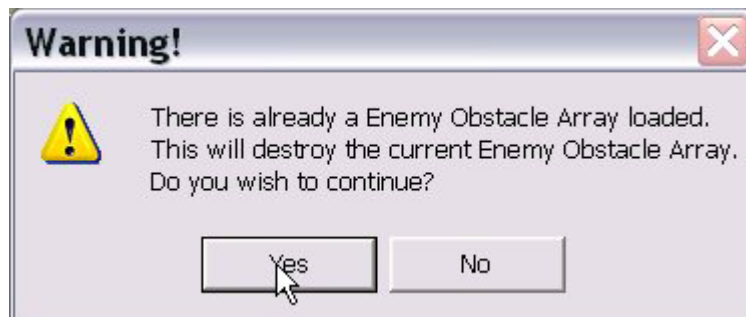 Warning!
There is already a Enemy Obstacle Array loaded.
This will destroy the current Enemy Obstacle Array.
Do you wish to continue?
Yes
No